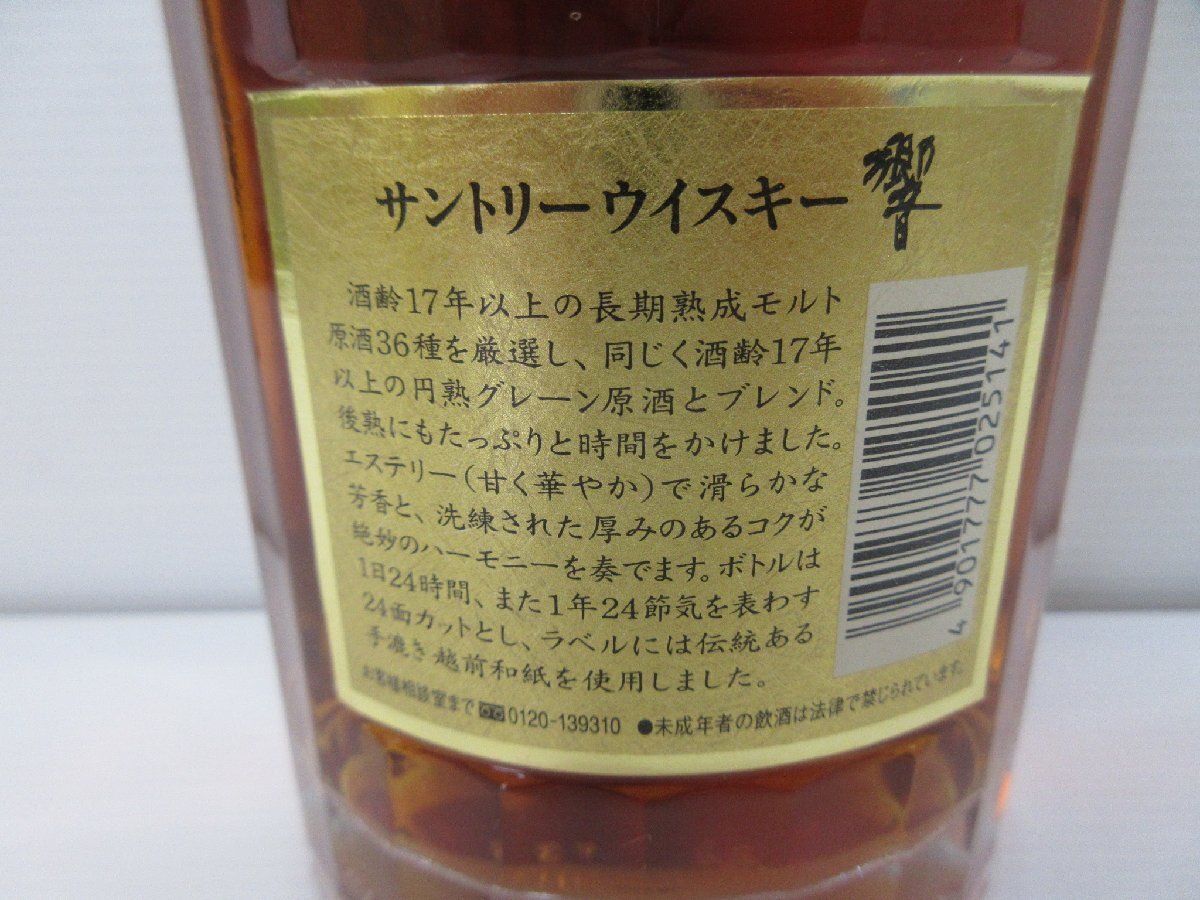 サントリーウイスキー 響
酒齢17年以上の長期熟成モルト
原酒36種を厳選し、同じく酒齢17年
以上の円熟グレーン原酒とブレンド。
後熟にもたっぷりと時間をかけました。
エステリー(甘く華やか)で滑らかな
芳香と、洗練された厚みのあるコクが
絶妙のハーモニーを奏でます。ボトルは
1日24時間、また1年24節気を表わす
24面カットとし、ラベルには伝統ある
手漉き越前和紙を使用しました。
お客様相談室まで 0120-139310 ●未成年者の飲酒は法律で禁じられています。
4 901777 025141